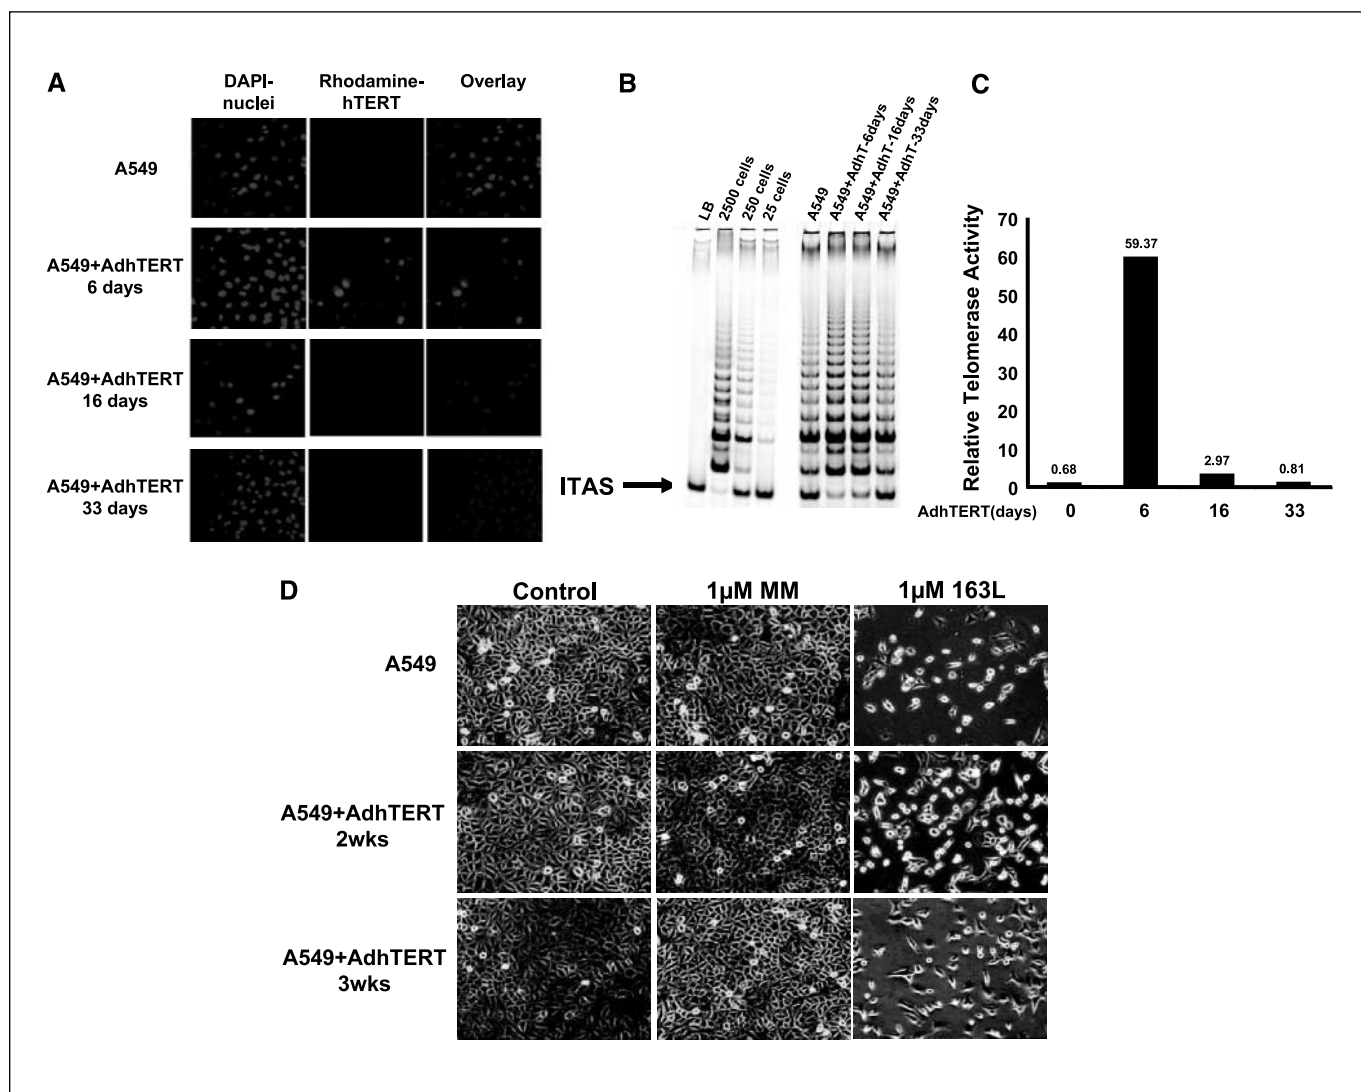 A
DAPI-
nuclei
Rhodamine-
hTERT
Overlay
A549
A549+AdhTERT
6 days
A549+AdhTERT
16 days
A549+AdhTERT
33 days
B
LB
2500 cells
250 cells
25 cells
A549
A549+AdhT-6days
A549+AdhT-16days
A549+AdhT-33days
ITAS
C
Relative Telomerase Activity
70
60
50
40
30
20
10
0
0.68
59.37
2.97
0.81
AdhTERT(days) 0 6 16 33
D
Control
1µM MM
1µM 163L
A549
A549+AdhTERT
2wks
A549+AdhTERT
3wks